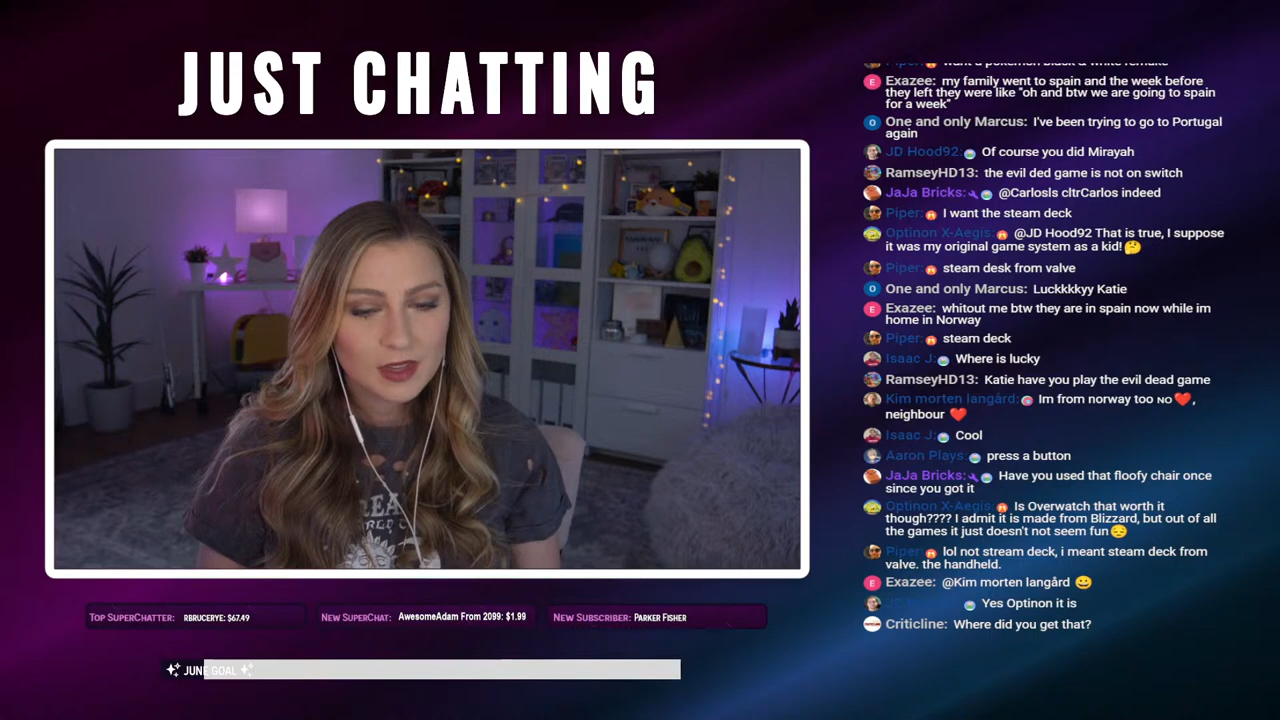 JUST CHATTING
Piper: want a pokemon black & white remake
Exazee: my family went to spain and the week before
they left they were like "oh and btw we are going to spain
for a week"
One and only Marcus: I've been trying to go to Portugal
again
JD Hood92: Of course you did Mirayah
RamseyHD13: the evil ded game is not on switch
JaJa Bricks: @Carlosls cltrCarlos indeed
Piper: I want the steam deck
Optinon X-Aegis: @JD Hood92 That is true, I suppose
it was my original game system as a kid!🤔
Piper: steam desk from valve
One and only Marcus: Luckkkkyy Katie
Exazee: whitout me btw they are in spain now while im
home in Norway
Piper: steam deck
Isaac J: Where is lucky
RamseyHD13: Katie have you play the evil dead game
Kim morten langård: Im from norway too NO❤️,
neighbour ❤️
Isaac J: Cool
Aaron Plays: press a button
JaJa Bricks: Have you used that floofy chair once
since you got it
Optinon X-Aegis: Is Overwatch that worth it
though???? I admit it is made from Blizzard, but out of all
the games it just doesn't not seem fun😔
Piper: lol not stream deck, i meant steam deck from
valve. the handheld.
Exazee: @Kim morten langård 😀
Yes Optinon it is
Criticline: Where did you get that?
TOP SUPERCHATTER: RBRUCERYE: $67.49
NEW SUPERCHAT: AwesomeAdam From 2099: $1.99
NEW SUBSCRIBER: PARKER FISHER
✨ JUNE GOAL ✨